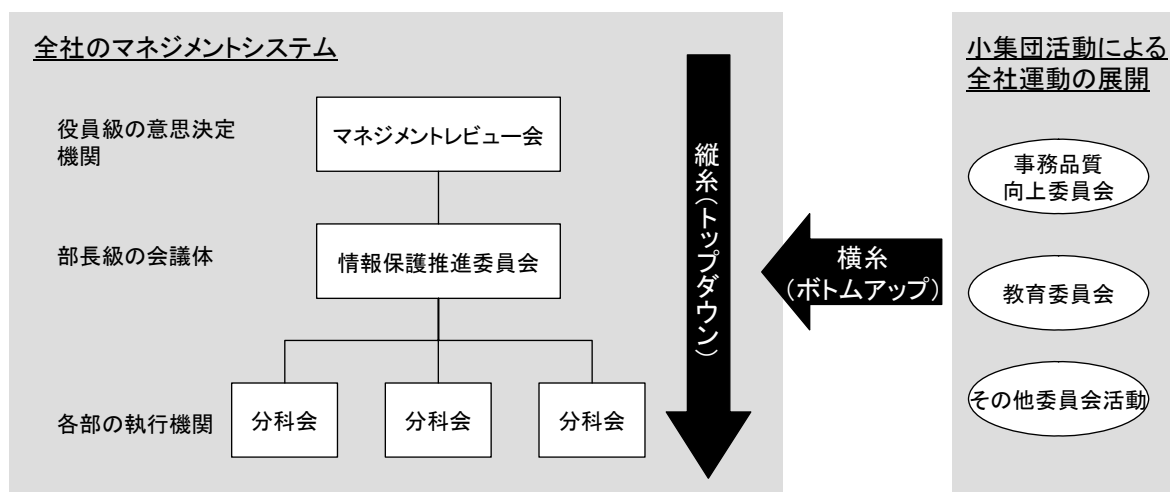 全社のマネジメントシステム
役員級の意思決定
機関
マネジメントレビュー会
部長級の会議体
情報保護推進委員会
各部の執行機関
分科会
分科会
分科会
縦糸(トップダウン)
横糸
(ボトムアップ)
小集団活動による
全社運動の展開
事務品質
向上委員会
教育委員会
その他委員会活動